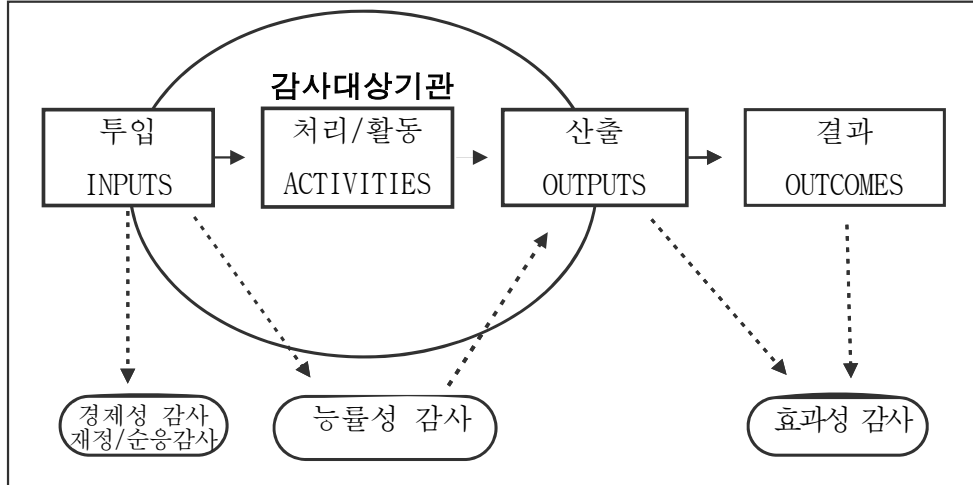 감사대상기관
투입
INPUTS
처리/활동
ACTIVITIES
산출
OUTPUTS
결과
OUTCOMES
경제성 감사
재정/순응감사
능률성 감사
효과성 감사